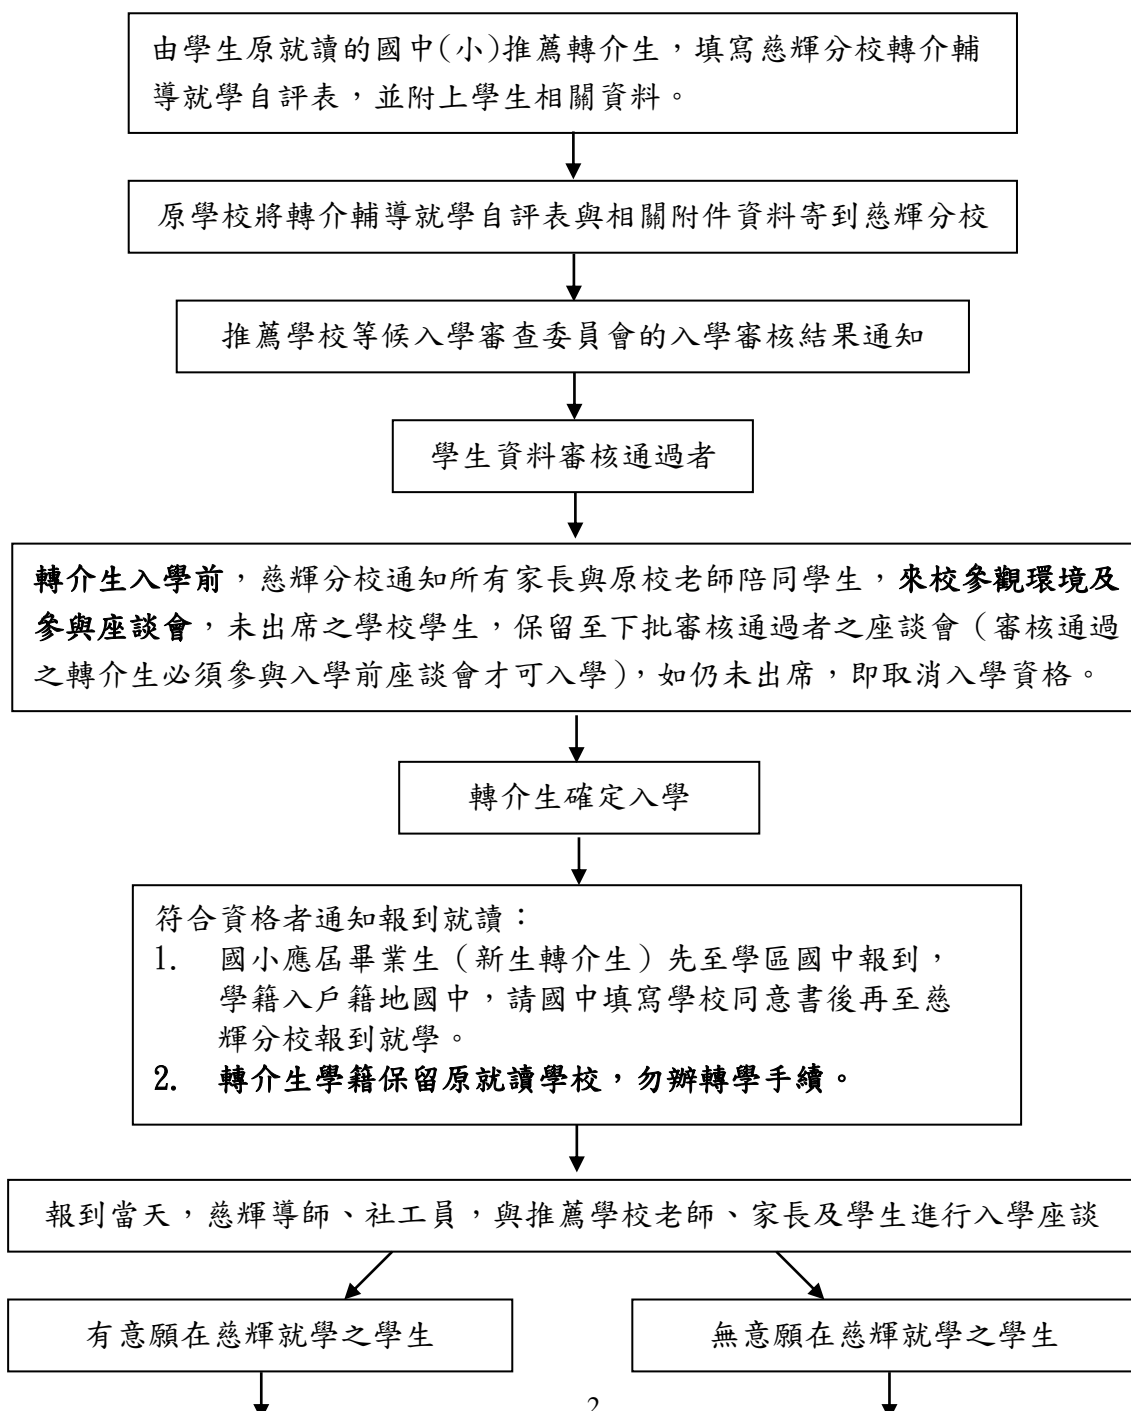 由學生原就讀的國中(小)推薦轉介生，填寫慈輝分校轉介輔
導就學自評表，並附上學生相關資料。
原學校將轉介輔導就學自評表與相關附件資料寄到慈輝分校
推薦學校等候入學審查委員會的入學審核結果通知
學生資料審核通過者
轉介生入學前，慈輝分校通知所有家長與原校老師陪同學生，來校參觀環境及
參與座談會，未出席之學校學生，保留至下批審核通過者之座談會（審核通過
之轉介生必須參與入學前座談會才可入學），如仍未出席，即取消入學資格。
轉介生確定入學
符合資格者通知報到就讀：
1. 國小應屆畢業生（新生轉介生）先至學區國中報到，
學籍入戶籍地國中，請國中填寫學校同意書後再至慈
輝分校報到就學。
2. 轉介生學籍保留原就讀學校，勿辦轉學手續。
報到當天，慈輝導師、社工員，與推薦學校老師、家長及學生進行入學座談
有意願在慈輝就學之學生
無意願在慈輝就學之學生
2